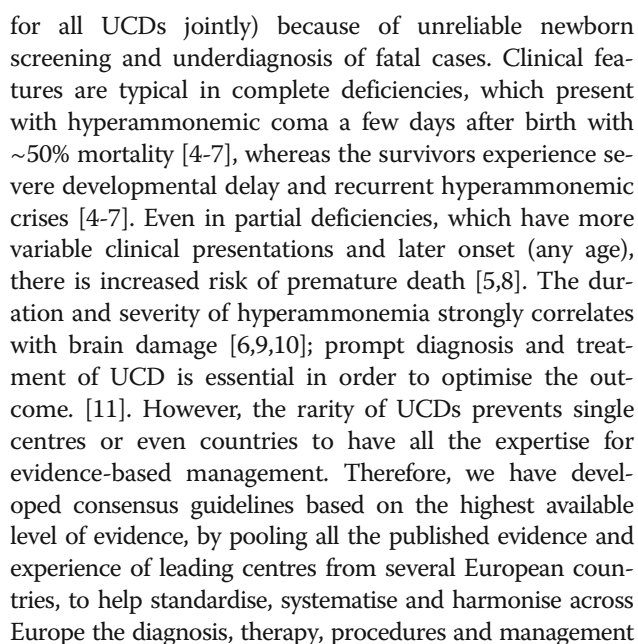 for all UCDs jointly) because of unreliable newborn
screening and underdiagnosis of fatal cases. Clinical fea-
tures are typical in complete deficiencies, which present
with hyperammonemic coma a few days after birth with
~50% mortality [4-7], whereas the survivors experience se-
vere developmental delay and recurrent hyperammonemic
crises [4-7]. Even in partial deficiencies, which have more
variable clinical presentations and later onset (any age),
there is increased risk of premature death [5,8]. The dur-
ation and severity of hyperammonemia strongly correlates
with brain damage [6,9,10]; prompt diagnosis and treat-
ment of UCD is essential in order to optimise the out-
come. [11]. However, the rarity of UCDs prevents single
centres or even countries to have all the expertise for
evidence-based management. Therefore, we have devel-
oped consensus guidelines based on the highest available
level of evidence, by pooling all the published evidence and
experience of leading centres from several European coun-
tries, to help standardise, systematise and harmonise across
Europe the diagnosis, therapy, procedures and management